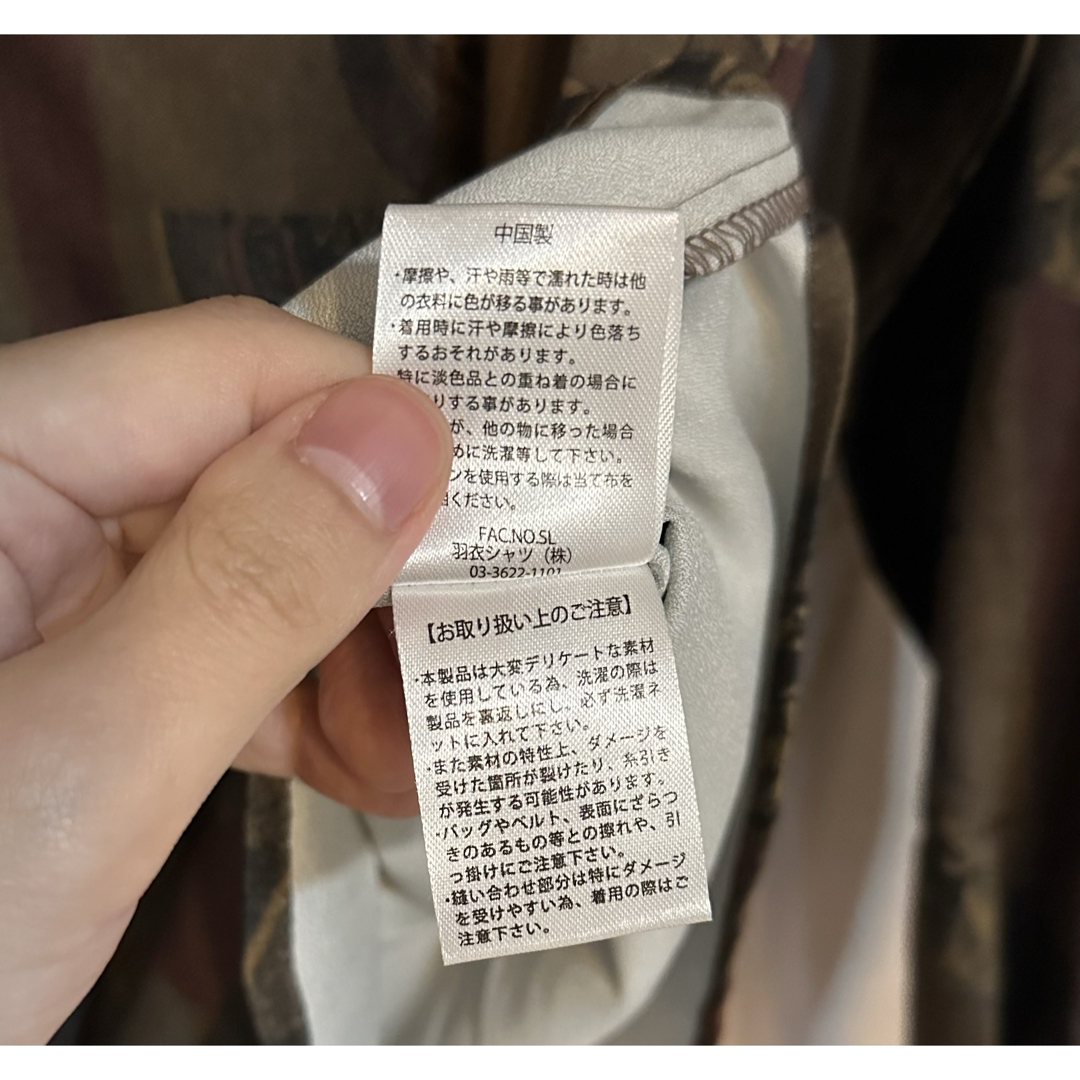 中国製
・摩擦や、汗や雨等で濡れた時は他
の衣料に色が移る事があります。
・着用時に汗や摩擦により色落ち
するおそれがあります。
特に淡色品との重ね着の場合に
りする事があります。
が、他の物に移った場合
めに洗濯等して下さい。
ンを使用する際は当て布を
ください。
FAC.NO.SL
羽衣シャツ（株）
03-3622-1101
【お取り扱い上のご注意】
・本製品は大変デリケートな素材
を使用している為、洗濯の際は
製品を裏返しにし、必ず洗濯ネ
ットに入れて下さい。
・また素材の特性上、ダメージを
受けた箇所が裂けたり、糸引き
が発生する可能性があります。
・バッグやベルト、表面にざらつ
きのあるもの等との擦れや、引
っ掛けにご注意下さい。
・縫い合わせ部分は特にダメージ
を受けやすい為、着用の際はご
注意下さい。